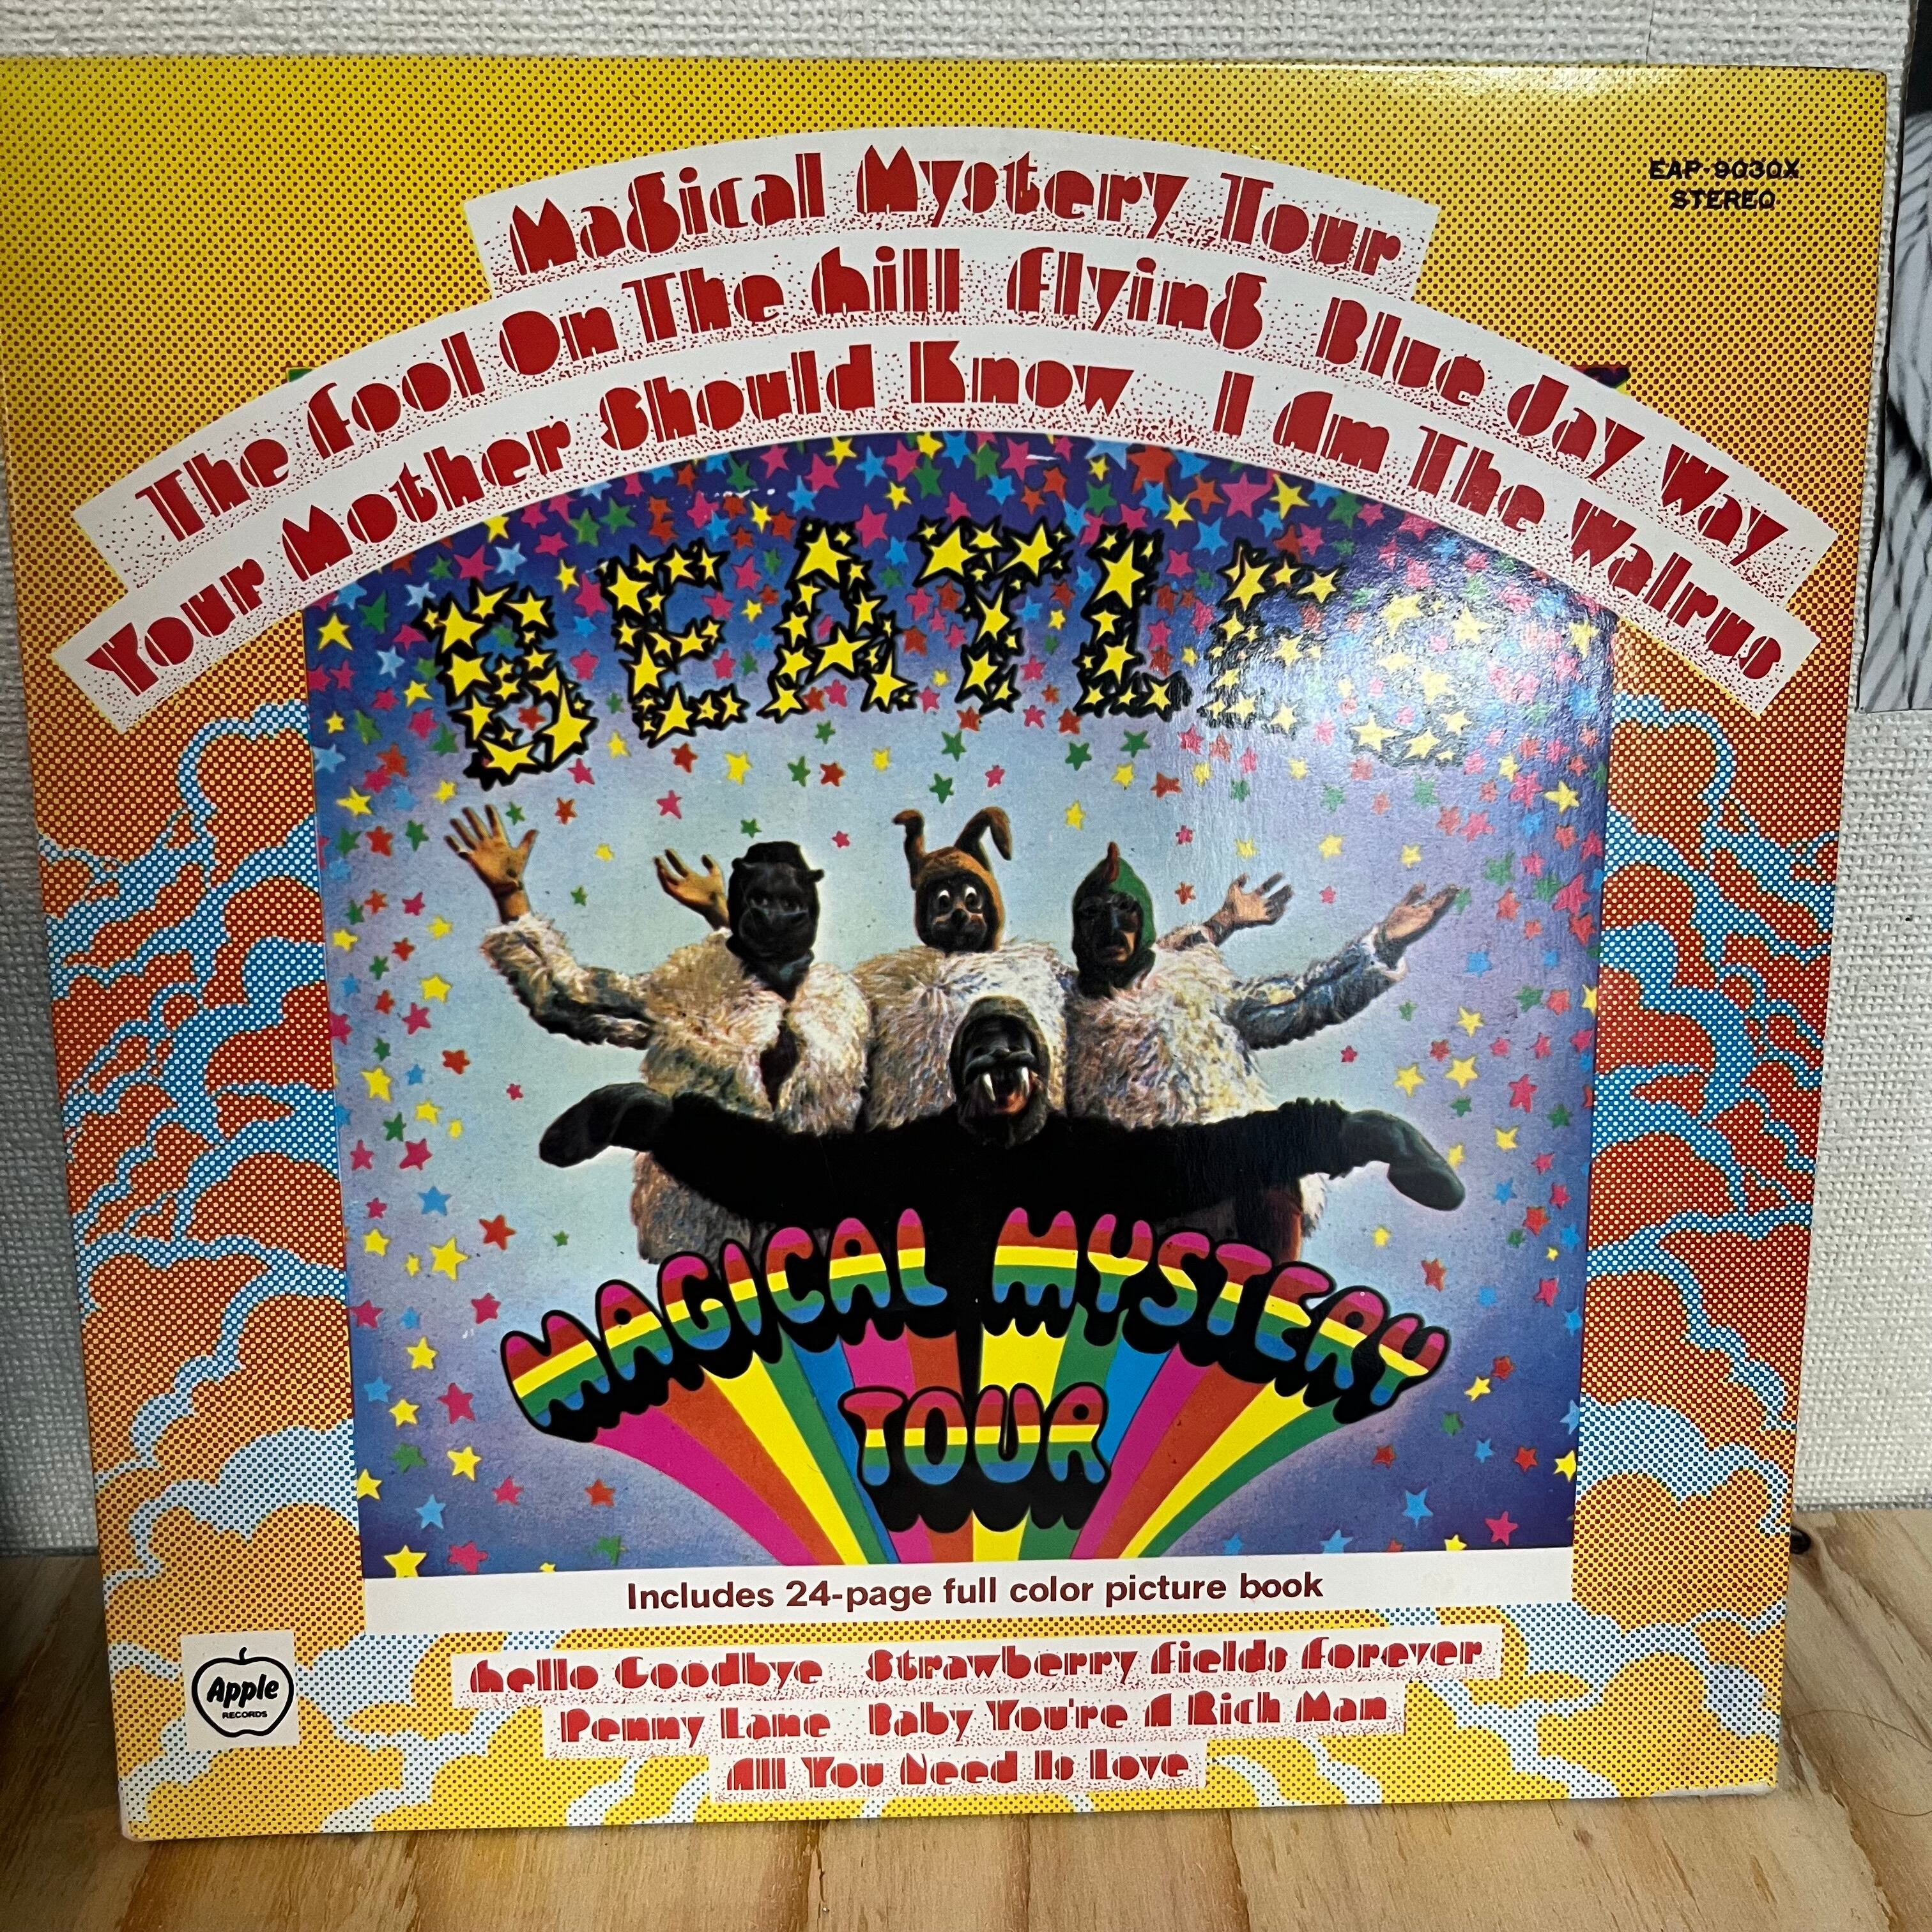 EAP-9030X
STEREO
Magical Mystery Tour
The Fool On The Hill Flying Blue Jay Way
Your Mother Should Know I Am The Walrus
BEATLES
MAGICAL MYSTERY
TOUR
Includes 24-page full color picture book
Apple
RECORDS
Hello Goodbye Strawberry Fields Forever
Penny Lane Baby You're A Rich Man
All You Need Is Love